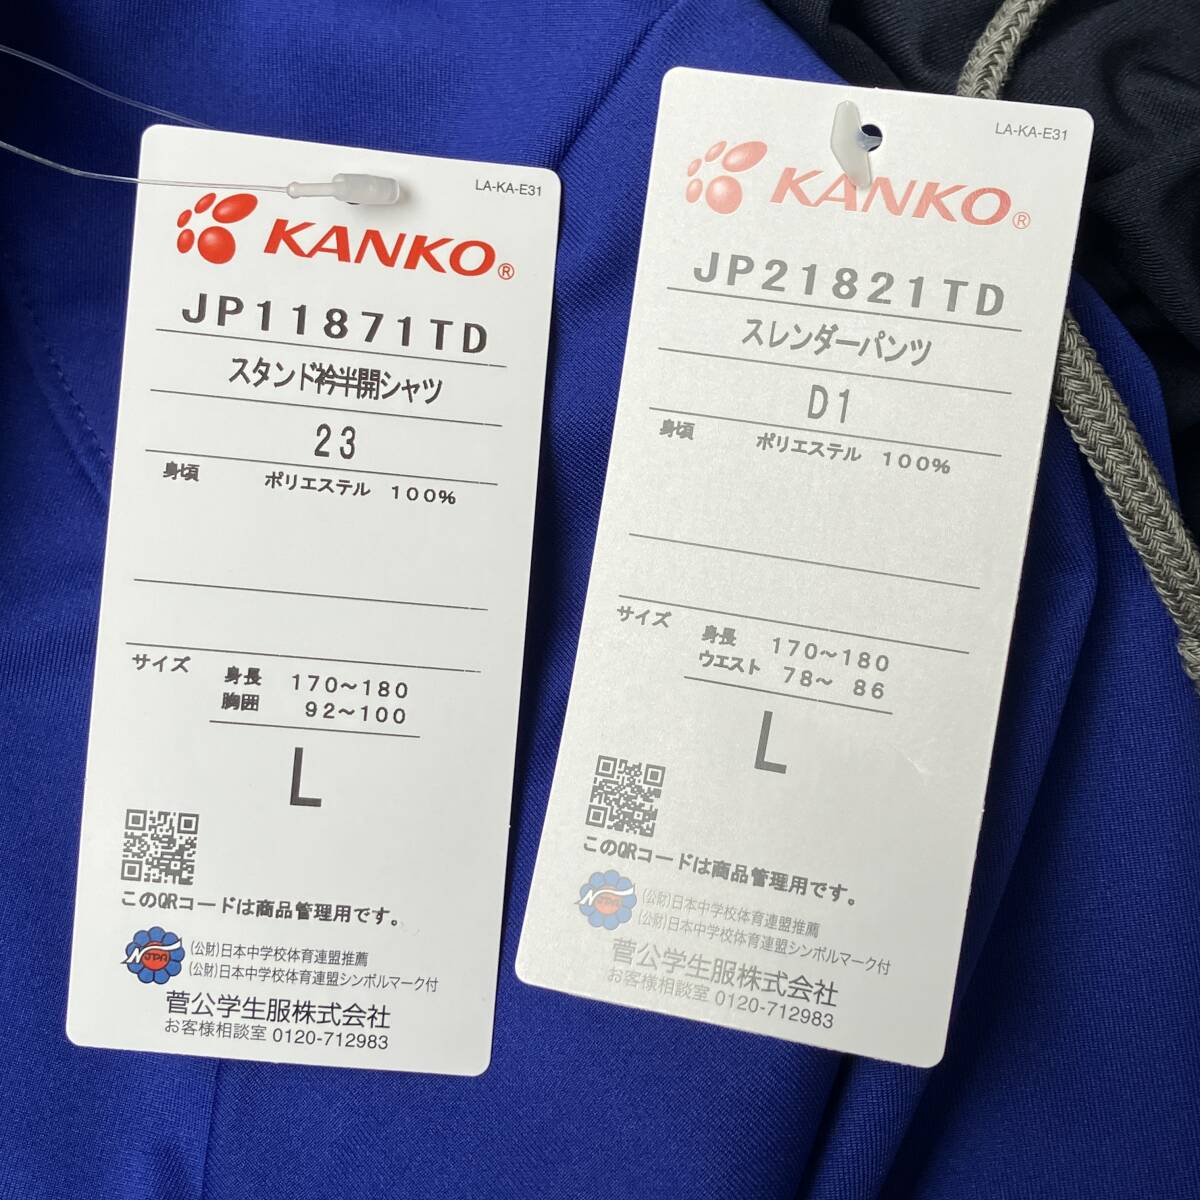 LA-KA-E31
KANKO®
JP11871TD
スタンド衿半開シャツ
23
身頃 ポリエステル 100%
サイズ 身長 170~180
胸囲 92~100
L
このQRコードは商品管理用です。
JPA
(公財)日本中学校体育連盟推薦
(公財)日本中学校体育連盟シンボルマーク付
菅公学生服株式会社
お客様相談室 0120-712983
LA-KA-E31
KANKO®
JP21821TD
スレンダーパンツ
D1
身頃 ポリエステル 100%
サイズ 身長 170~180
ウエスト 78~ 86
L
このQRコードは商品管理用です。
JPA
(公財)日本中学校体育連盟推薦
(公財)日本中学校体育連盟シンボルマーク付
菅公学生服株式会社
お客様相談室 0120-712983